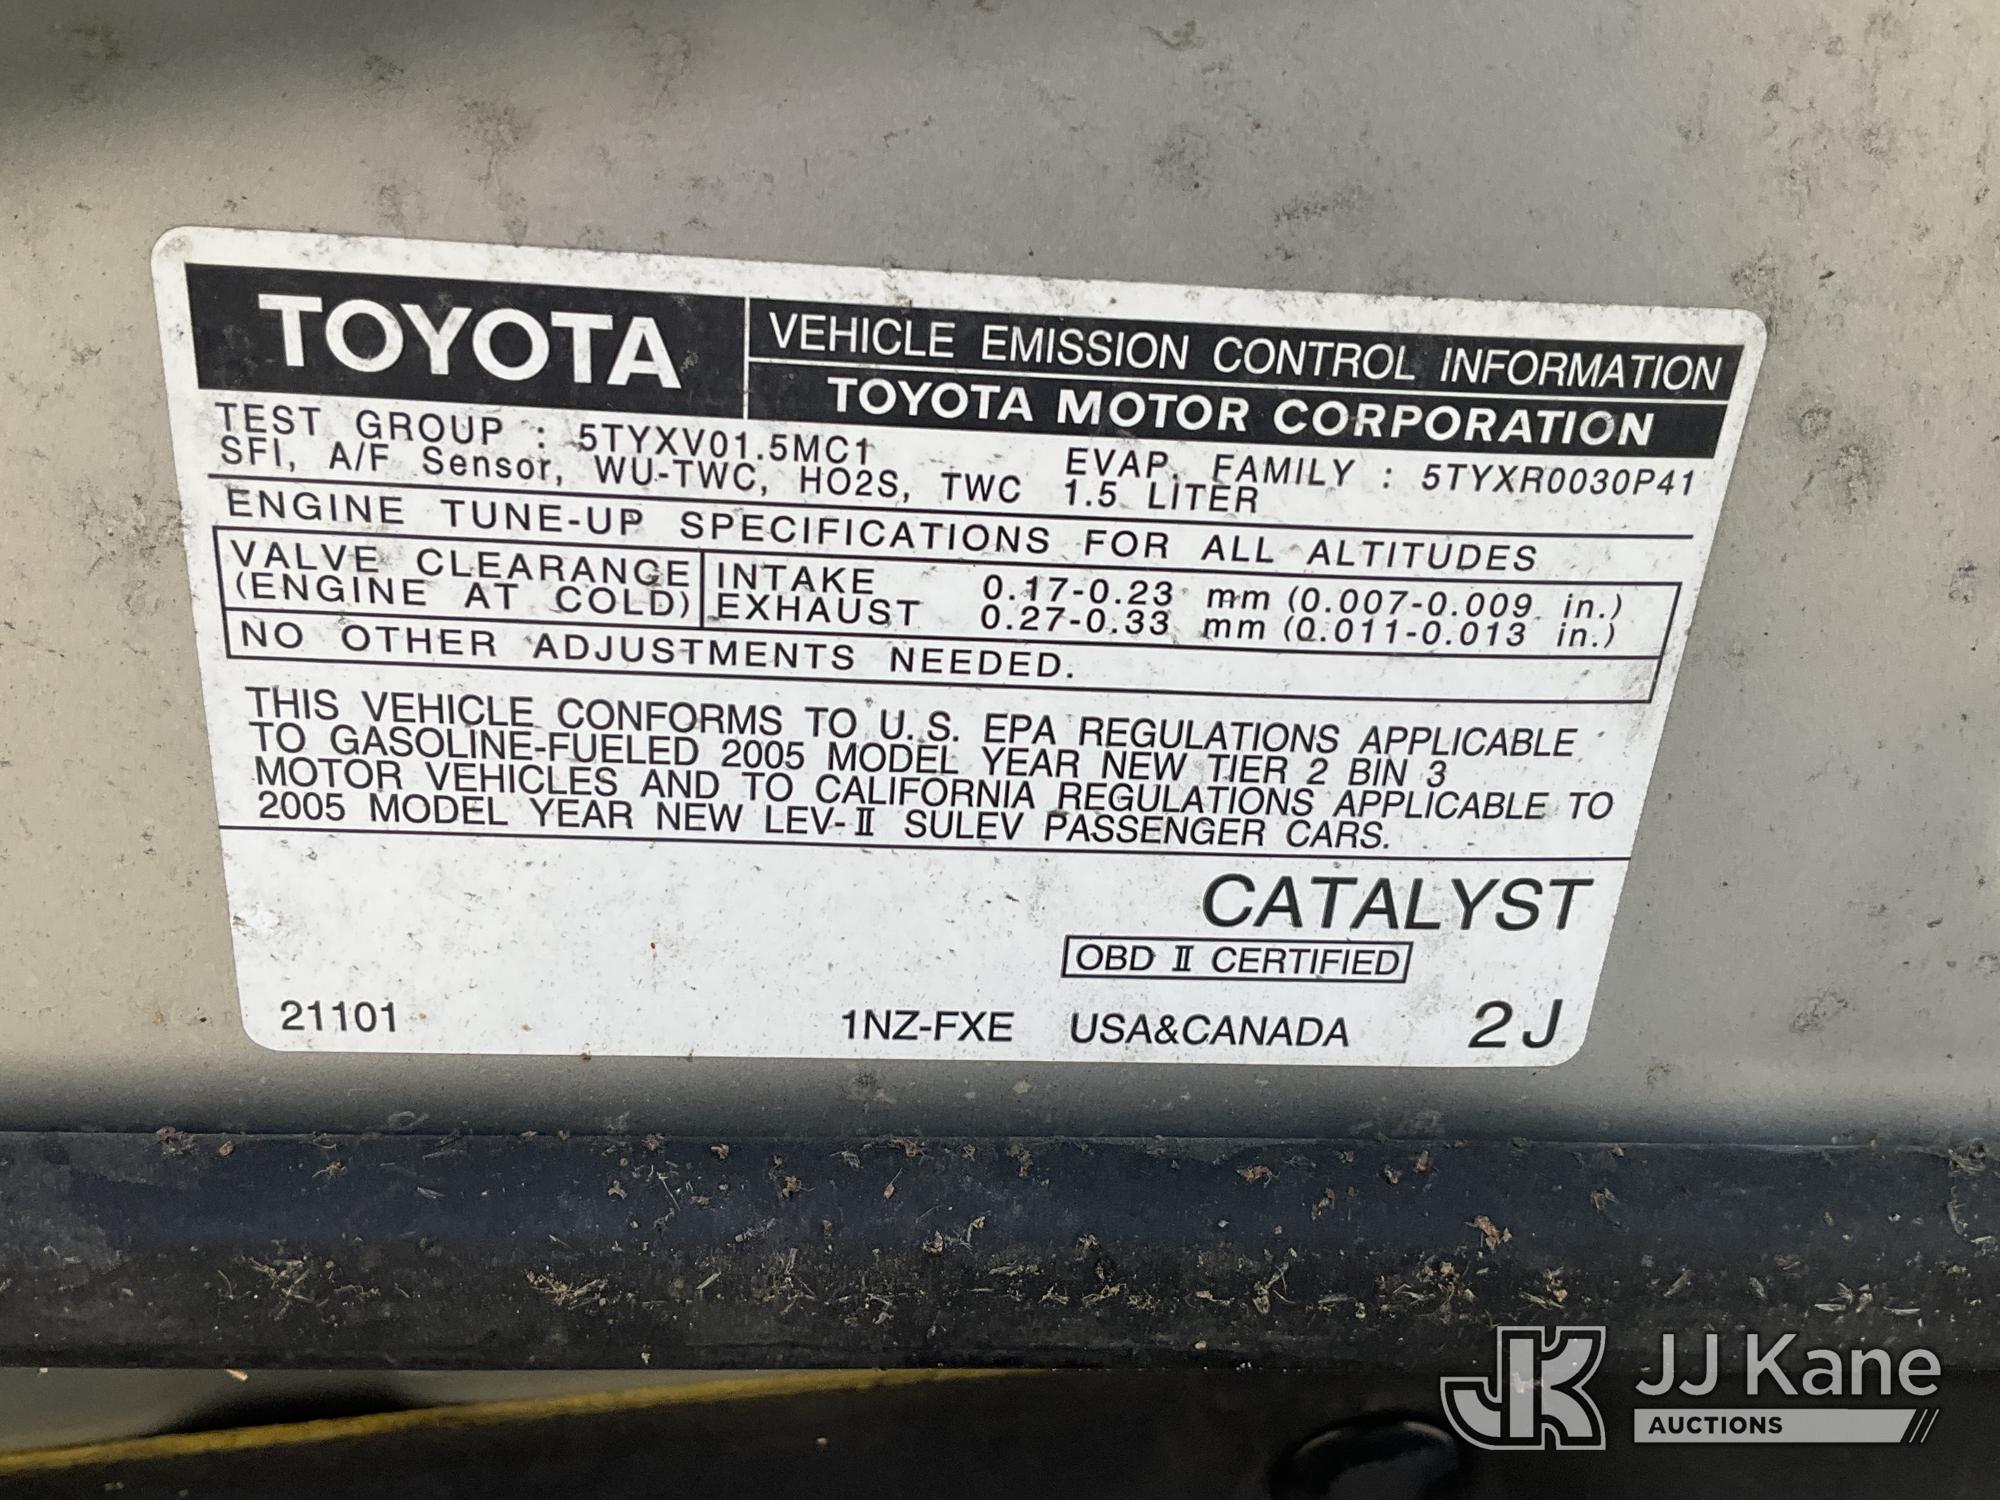 TOYOTA
VEHICLE EMISSION CONTROL INFORMATION
TOYOTA MOTOR CORPORATION
TEST GROUP : 5TYXV01.5MC1 EVAP. FAMILY : 5TYXR0030P41
SFI, A/F Sensor, WU-TWC, HO2S, TWC 1.5 LITER
ENGINE TUNE-UP SPECIFICATIONS FOR ALL ALTITUDES
VALVE CLEARANCE INTAKE 0.17-0.23 mm (0.007-0.009 in.)
(ENGINE AT COLD) EXHAUST 0.27-0.33 mm (0.011-0.013 in.)
NO OTHER ADJUSTMENTS NEEDED.
THIS VEHICLE CONFORMS TO U.S. EPA REGULATIONS APPLICABLE
TO GASOLINE-FUELED 2005 MODEL YEAR NEW TIER 2 BIN 3
MOTOR VEHICLES AND TO CALIFORNIA REGULATIONS APPLICABLE TO
2005 MODEL YEAR NEW LEV-II SULEV PASSENGER CARS.
CATALYST
OBD II CERTIFIED
21101 1NZ-FXE USA&CANADA 2J
JK JJ Kane
AUCTIONS